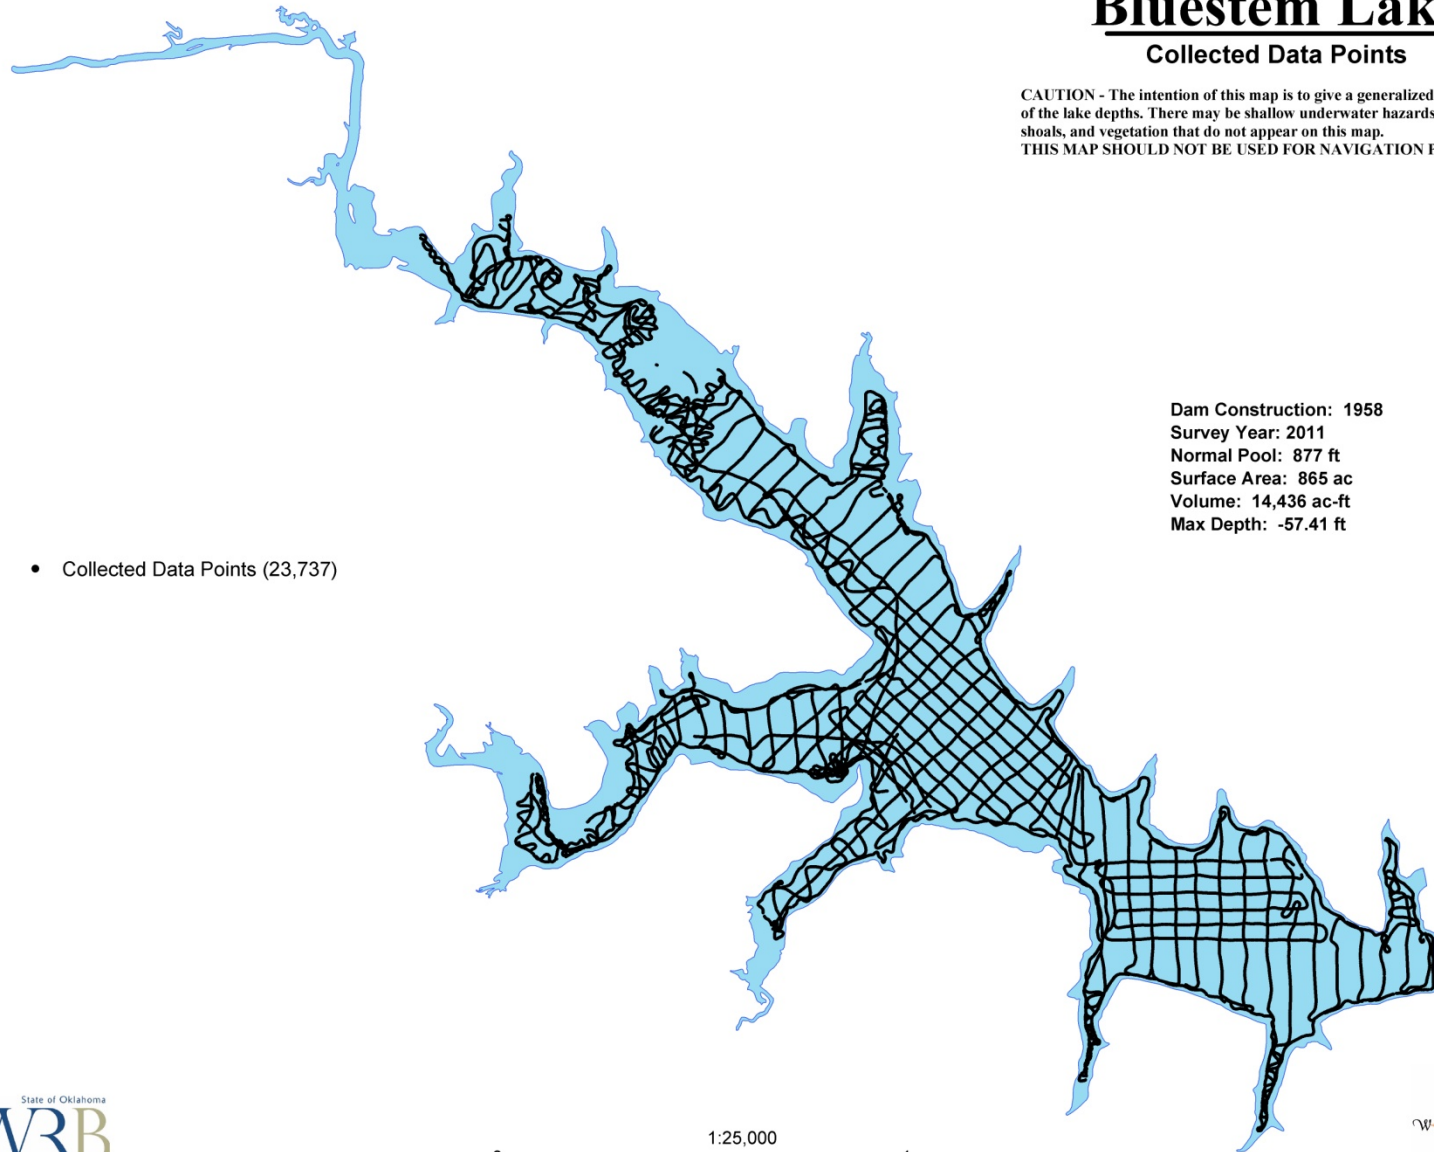 Bluestem Lak
Collected Data Points
CAUTION - The intention of this map is to give a generalized
of the lake depths. There may be shallow underwater hazards
shoals, and vegetation that do not appear on this map.
THIS MAP SHOULD NOT BE USED FOR NAVIGATION
Dam Construction: 1958
Survey Year: 2011
Normal Pool: 877 ft
Surface Area: 865 ac
Volume: 14,436 ac-ft
Max Depth: -57.41 ft
• Collected Data Points (23,737)
State of Oklahoma
WRB
1:25,000